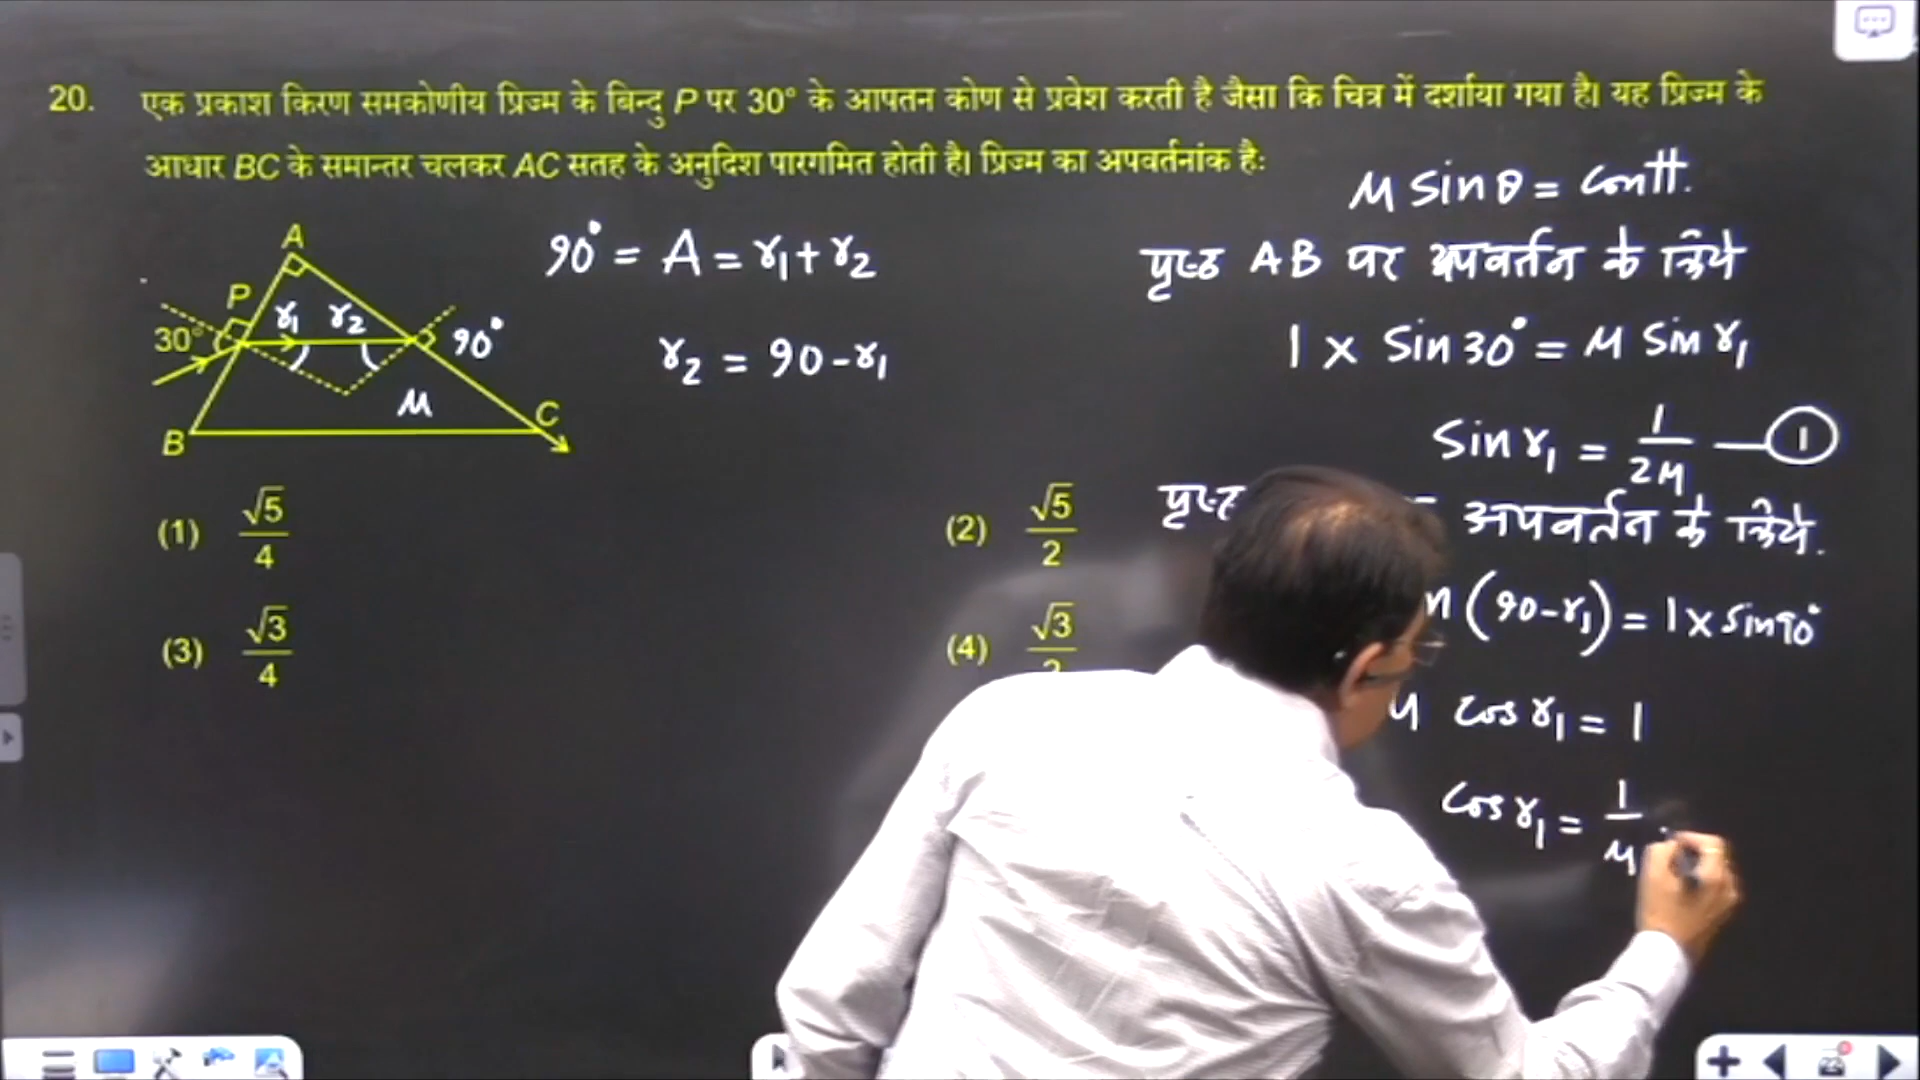 20. एक प्रकाश किरण समकोणीय प्रिज्म के बिन्दु P पर 30° के आपतन कोण से प्रवेश करती है जैसा कि चित्र में दर्शाया गया है। यह प्रिज्म के
आधार BC के समान्तर चलकर AC सतह के अनुदिश पारगमित होती है। प्रिज्म का अपवर्तनांक है:
A
P
30°
r₁ r₂
90°
μ
B
C
90° = A = r₁ + r₂
r₂ = 90 - r₁
(1) √5/4
(2) √5/2
(3) √3/4
(4) √3
μ Sin θ = Contt.
पृष्ठ AB पर अपवर्तन के लिये
1 × Sin 30° = μ Sin r₁
Sin r₁ = 1/2μ — 1
पृष्ठ अपवर्तन के लिये.
n (90-r₁) = 1 × Sin 90°
μ cos r₁ = 1
cos r₁ = 1/μ